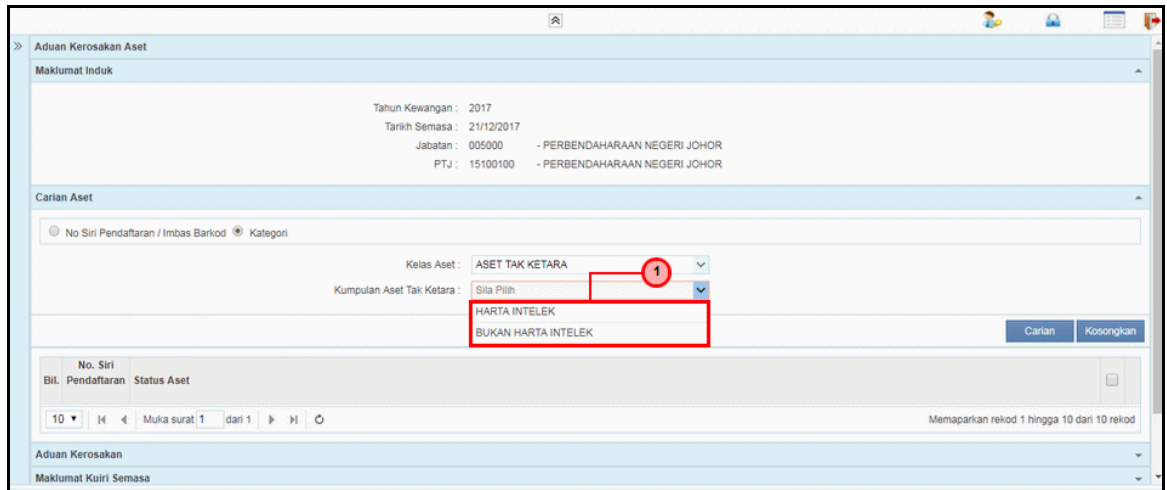 Aduan Kerosakan Aset
Maklumat Induk
Tahun Kewangan : 2017
Tarikh Semasa : 21/12/2017
Jabatan : 005000 - PERBENDAHARAAN NEGERI JOHOR
PTJ : 15100100 - PERBENDAHARAAN NEGERI JOHOR
Carian Aset
No Siri Pendaftaran / Imbas Barkod Kategori
Kelas Aset : ASET TAK KETARA
1
Kumpulan Aset Tak Ketara : Sila Pilih
HARTA INTELEK
BUKAN HARTA INTELEK
Carian Kosongkan
Bil. No. Siri Pendaftaran Status Aset
10 Muka surat 1 dari 1 Memaparkan rekod 1 hingga 10 dari 10 rekod
Aduan Kerosakan
Maklumat Kuiri Semasa